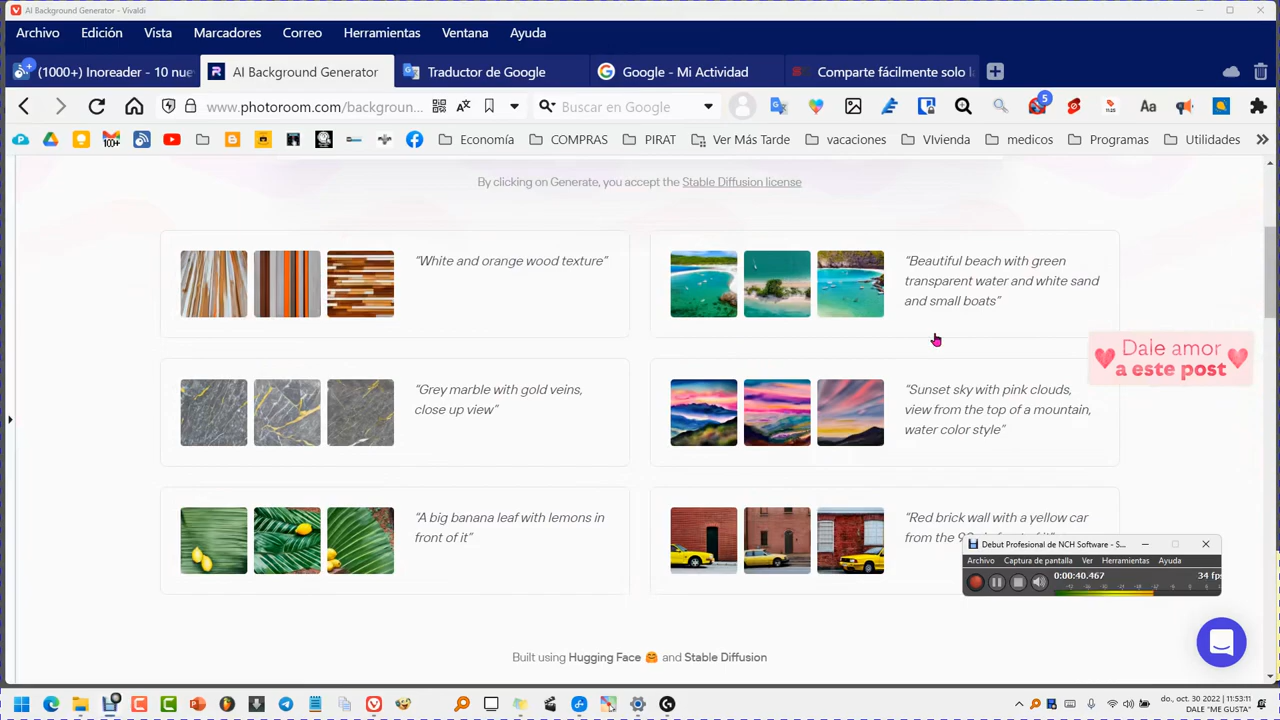 AI Background Generator - Vivaldi
Archivo Edición Vista Marcadores Correo Herramientas Ventana Ayuda
(1000+) Inoreader - 10 nue
AI Background Generator
Traductor de Google
Google - Mi Actividad
Comparte fácilmente solo l
www.photoroom.com/backgroun...
Buscar en Google
5
Aa
100+
Economía COMPRAS PIRAT Ver Más Tarde vacaciones VIvienda medicos Programas Utilidades
By clicking on Generate, you accept the Stable Diffusion license
"White and orange wood texture"
"Beautiful beach with green
transparent water and white sand
and small boats"
Dale amor
a este post
"Grey marble with gold veins,
close up view"
"Sunset sky with pink clouds,
view from the top of a mountain,
water color style"
"A big banana leaf with lemons in
front of it"
"Red brick wall with a yellow car
from the
Debut Profesional de NCH Software - S...
Archivo Captura de pantalla Ver Herramientas Ayuda
0:00:40.467
34 fps
Built using Hugging Face 🤗 and Stable Diffusion
do., oct. 30 2022 | 11:53:11
DALE "ME GUSTA"